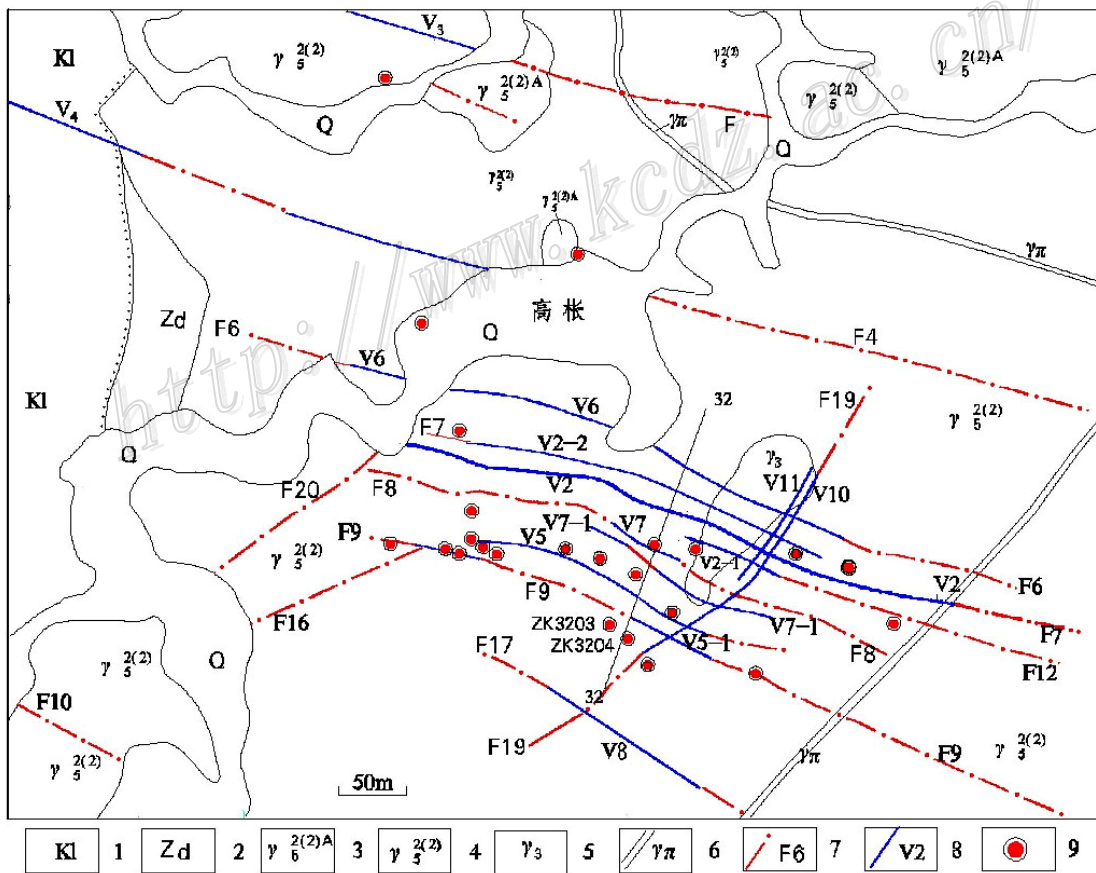 Kl
γ 5 2(2)
V3
γ 5 2(2)A
γ 5 2(2)
γ 5 2(2)
γ 5 2(2)A
V4
Q
γπ
F
Q
γ 5 2(2)
γ 5 2(2)A
γπ
http://www.kcdz.ac.cn/
高枨
Zd
F6
Q
F4
V6
Kl
V6
32
F19
γ 5 2(2)
F7
V2-2
Q
γ3
V11
V10
F20
F8
V2
V7-1
V7
F9
V5
γ 5 2(2)
V2-1
F9
V2
F6
F16
ZK3203
V7-1
F7
ZK3204
V5-1
F8
F12
Q
F17
γ 5 2(2)
32
F10
F19
V8
γπ
F9
γ 5 2(2)
γ 5 2(2)
50m
Kl 1 Zd 2 γ 6 2(2)A 3 γ 5 2(2) 4 γ3 5 γπ 6 F6 7 V2 8 9